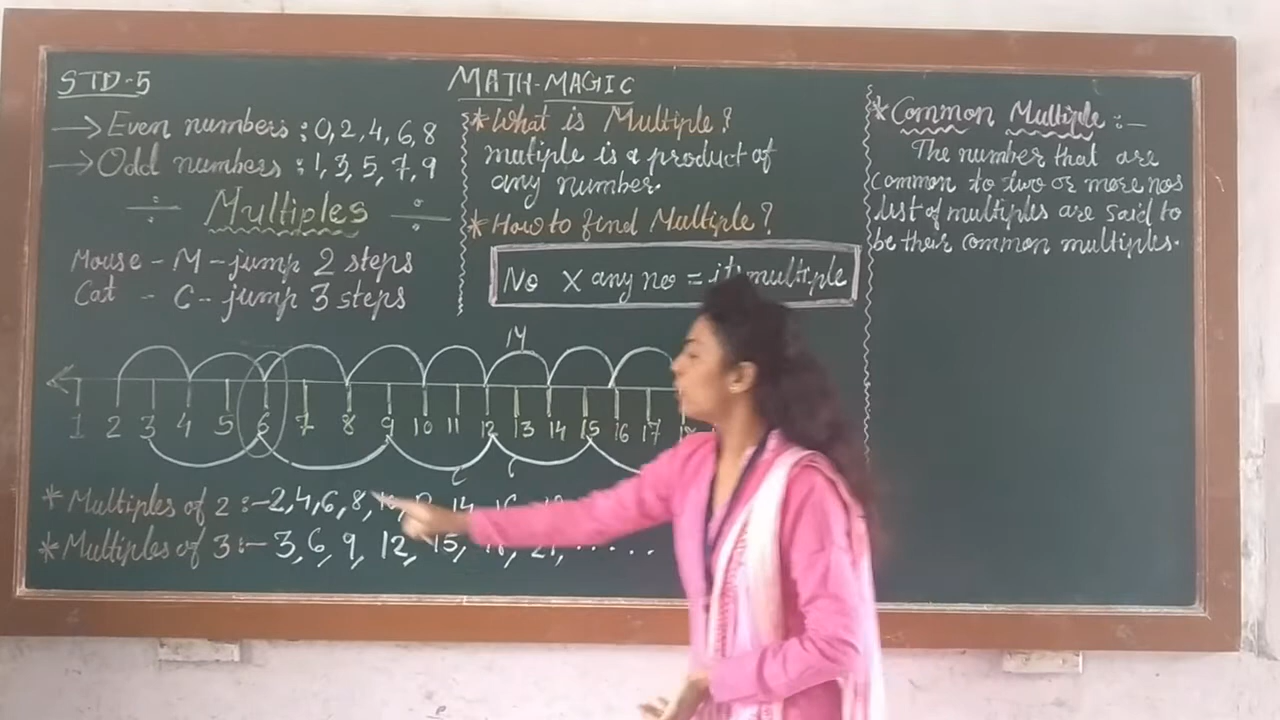 STD-5
MATH-MAGIC
→ Even numbers : 0, 2, 4, 6, 8
→ Odd numbers : 1, 3, 5, 7, 9
÷ Multiples ÷
Mouse - M - jump 2 steps
Cat - C - jump 3 steps
* What is Multiple?
mutiple is a product of
any number.
* How to find Multiple?
No X any no = its multiple
* Common Multiple :-
The number that are
common to two or more nos
list of multiples are said to
be their common multiples.
M
1 2 3 4 5 6 7 8 9 10 11 12 13 14 15 16 17 18
* Multiples of 2 :- 2, 4, 6, 8, 14
* Multiples of 3 :- 3, 6, 9, 12, 15, 18, 21, ......